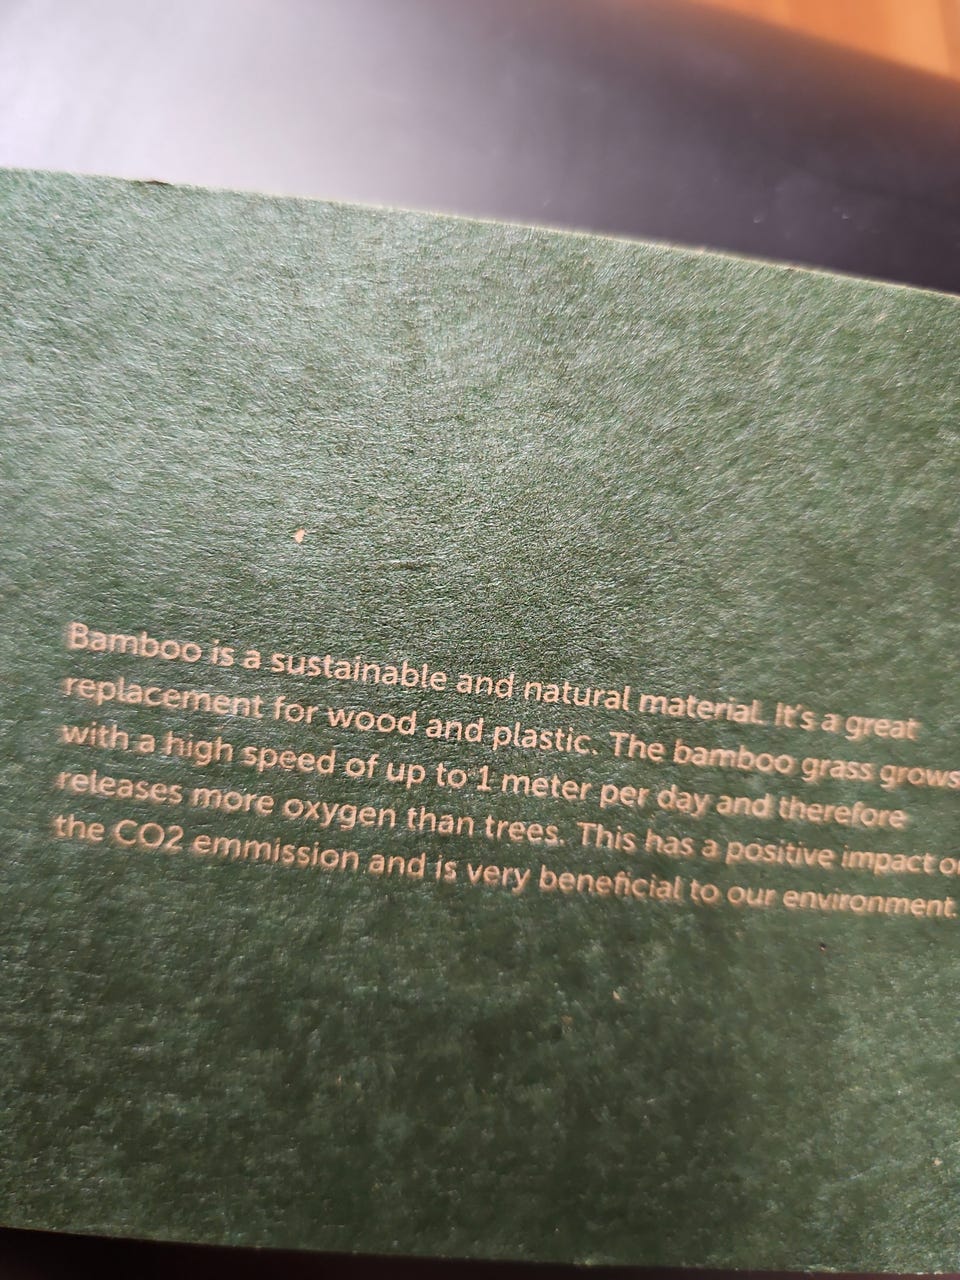 Bamboo is a sustainable and natural material. It's a great
replacement for wood and plastic. The bamboo grass grows
with a high speed of up to 1 meter per day and therefore
releases more oxygen than trees. This has a positive impact on
the CO2 emmission and is very beneficial to our environment.